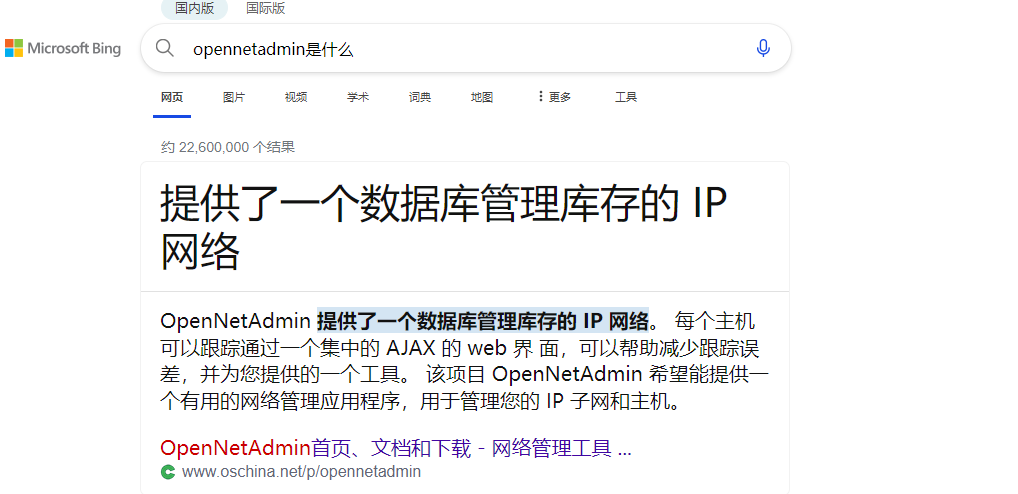 国内版 国际版
Microsoft Bing
opennetadmin是什么
网页 图片 视频 学术 词典 地图 更多 工具
约 22,600,000 个结果
提供了一个数据库管理库存的 IP
网络
OpenNetAdmin 提供了一个数据库管理库存的 IP 网络。 每个主机
可以跟踪通过一个集中的 AJAX 的 web 界 面，可以帮助减少跟踪误
差，并为您提供的一个工具。 该项目 OpenNetAdmin 希望能提供一
个有用的网络管理应用程序，用于管理您的 IP 子网和主机。
OpenNetAdmin首页、文档和下载 - 网络管理工具 ...
www.oschina.net/p/opennetadmin